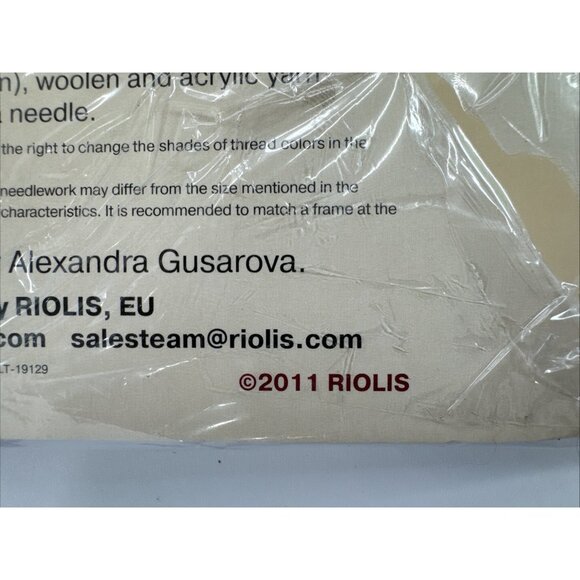 n), woolen and acrylic yarn
needle.
the right to change the shades of thread colors in the
needlework may differ from the size mentioned in the
characteristics. It is recommended to match a frame at the
Alexandra Gusarova.
y RIOLIS, EU
com salesteam@riolis.com
LT-19129
©2011 RIOLIS